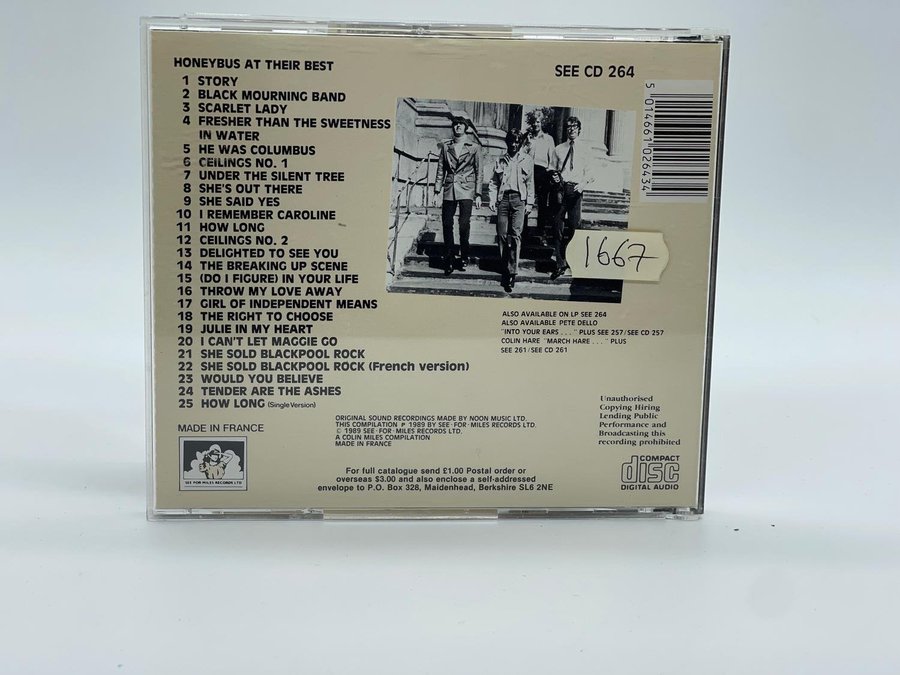 HONEYBUS AT THEIR BEST
SEE CD 264
1 STORY
2 BLACK MOURNING BAND
3 SCARLET LADY
4 FRESHER THAN THE SWEETNESS
IN WATER
5 HE WAS COLUMBUS
6 CEILINGS NO. 1
7 UNDER THE SILENT TREE
8 SHE'S OUT THERE
9 SHE SAID YES
10 I REMEMBER CAROLINE
11 HOW LONG
12 CEILINGS NO. 2
13 DELIGHTED TO SEE YOU
14 THE BREAKING UP SCENE
15 (DO I FIGURE) IN YOUR LIFE
16 THROW MY LOVE AWAY
17 GIRL OF INDEPENDENT MEANS
18 THE RIGHT TO CHOOSE
19 JULIE IN MY HEART
20 I CAN'T LET MAGGIE GO
21 SHE SOLD BLACKPOOL ROCK
22 SHE SOLD BLACKPOOL ROCK (French version)
23 WOULD YOU BELIEVE
24 TENDER ARE THE ASHES
25 HOW LONG (Single Version)
5 014661 026434
1667
ALSO AVAILABLE ON LP SEE 264
ALSO AVAILABLE PETE DELLO
"INTO YOUR EARS . . ." PLUS SEE 257/SEE CD 257
COLIN HARE "MARCH HARE . . ." PLUS
SEE 261/SEE CD 261
Unauthorised
Copying Hiring
Lending Public
Performance and
Broadcasting this
recording prohibited
MADE IN FRANCE
SEE FOR MILES RECORDS LTD
ORIGINAL SOUND RECORDINGS MADE BY NOON MUSIC LTD.
THIS COMPILATION ℗ 1989 BY SEE·FOR·MILES RECORDS LTD.
© 1989 SEE·FOR·MILES RECORDS LTD.
A COLIN MILES COMPILATION
MADE IN FRANCE
For full catalogue send £1.00 Postal order or
overseas $3.00 and also enclose a self-addressed
envelope to P.O. Box 328, Maidenhead, Berkshire SL6 2NE
COMPACT
disc
DIGITAL AUDIO